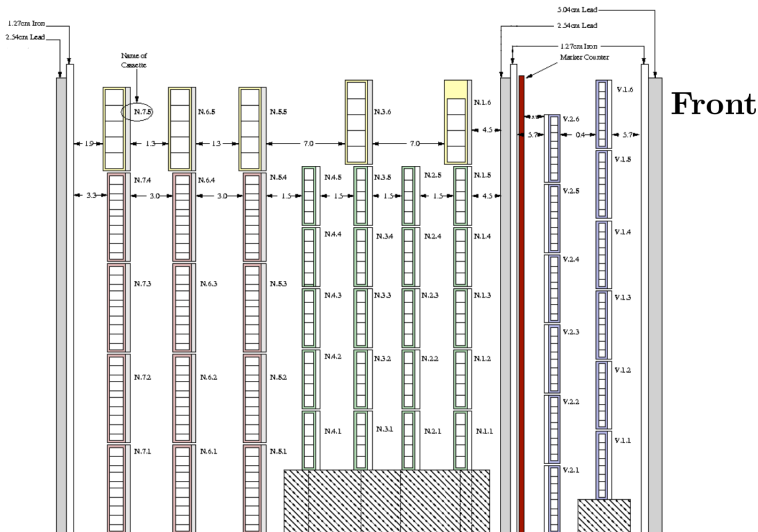 5.04cm Lead
1.27cm Iron
2.54cm Lead
2.54cm Lead
1.27cm Iron
Marker Counter
Name of
Cassette
Front
N.7.5
N.6.5
N.5.5
N.3.6
N.1.6
V.2.6
V.1.6
1.9
1.3
1.3
7.0
7.0
4.5
5.7
0.4
5.7
N.7.4
N.6.4
N.5.4
N.4.5
N.3.5
N.2.5
N.1.5
V.2.5
V.1.5
3.3
3.0
3.0
1.5
1.5
1.5
1.5
4.5
N.4.4
N.3.4
N.2.4
N.1.4
V.2.4
V.1.4
N.7.3
N.6.3
N.5.3
N.4.3
N.3.3
N.2.3
N.1.3
V.2.3
V.1.3
N.7.2
N.6.2
N.5.2
N.4.2
N.3.2
N.2.2
N.1.2
V.2.2
V.1.2
N.7.1
N.6.1
N.5.1
N.4.1
N.3.1
N.2.1
N.1.1
V.2.1
V.1.1